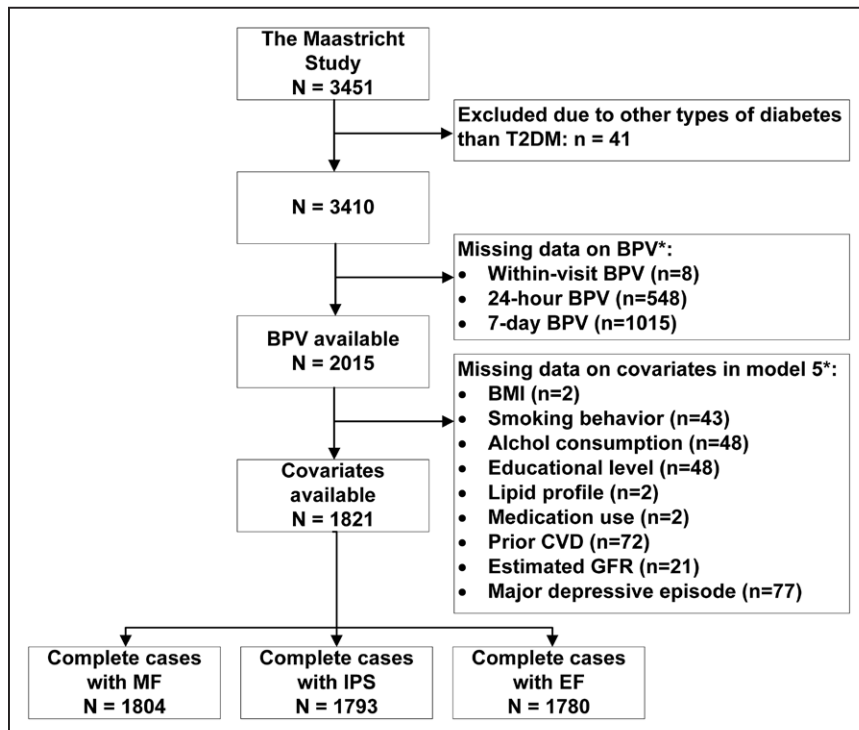 The Maastricht
Study
N = 3451
Excluded due to other types of diabetes
than T2DM: n = 41
N = 3410
Missing data on BPV*:
• Within-visit BPV (n=8)
• 24-hour BPV (n=548)
• 7-day BPV (n=1015)
BPV available
N = 2015
Missing data on covariates in model 5*:
• BMI (n=2)
• Smoking behavior (n=43)
• Alchol consumption (n=48)
• Educational level (n=48)
• Lipid profile (n=2)
• Medication use (n=2)
• Prior CVD (n=72)
• Estimated GFR (n=21)
• Major depressive episode (n=77)
Covariates
available
N = 1821
Complete cases
with MF
N = 1804
Complete cases
with IPS
N = 1793
Complete cases
with EF
N = 1780